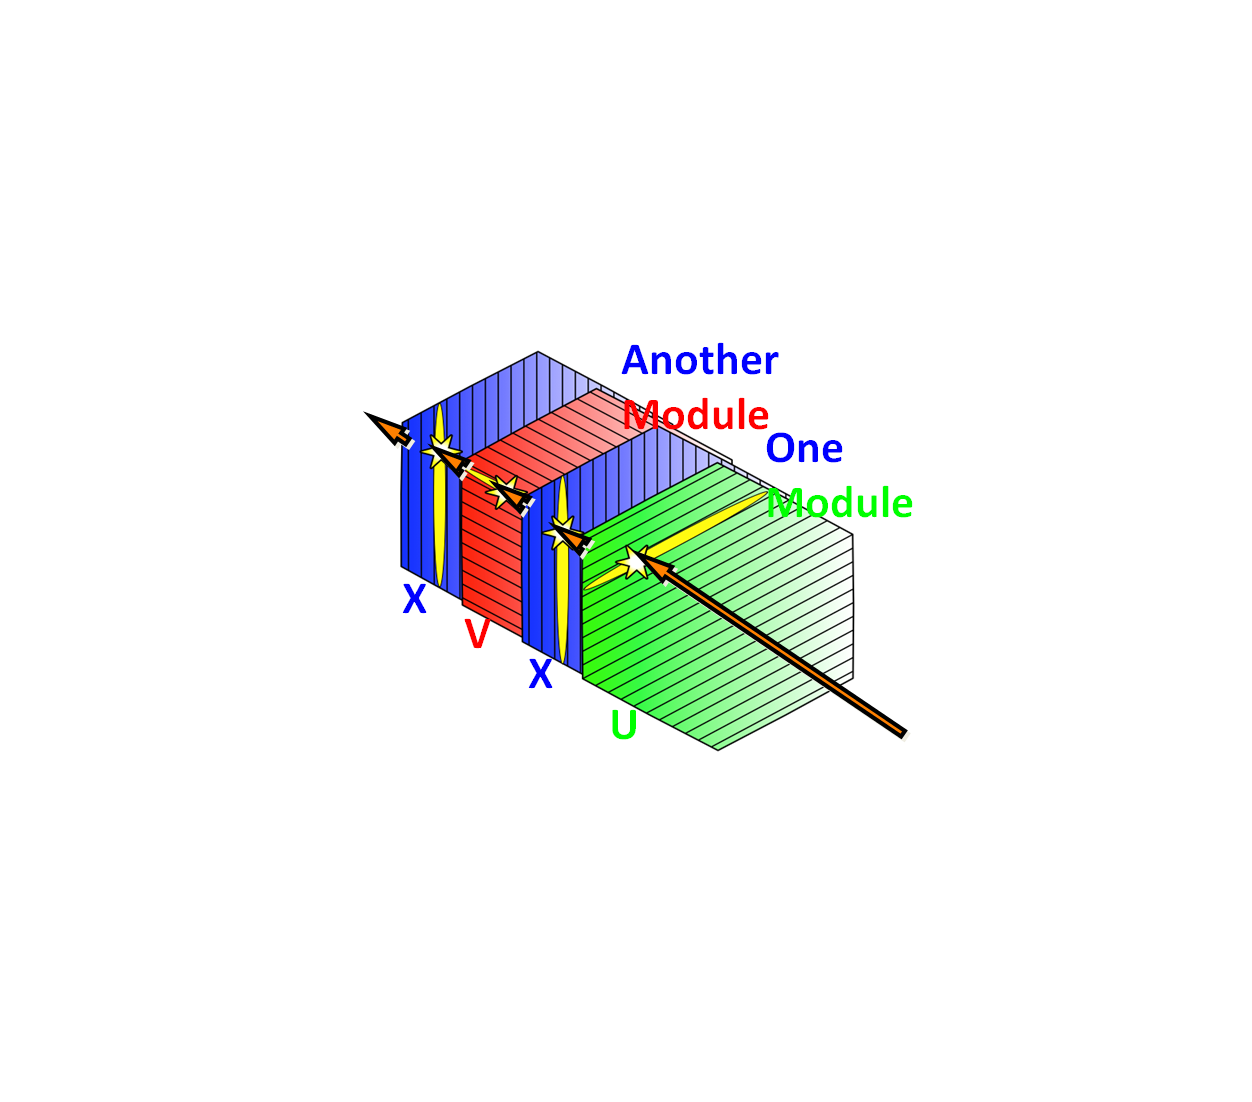 Another
Module
One
Module
X
V
X
U